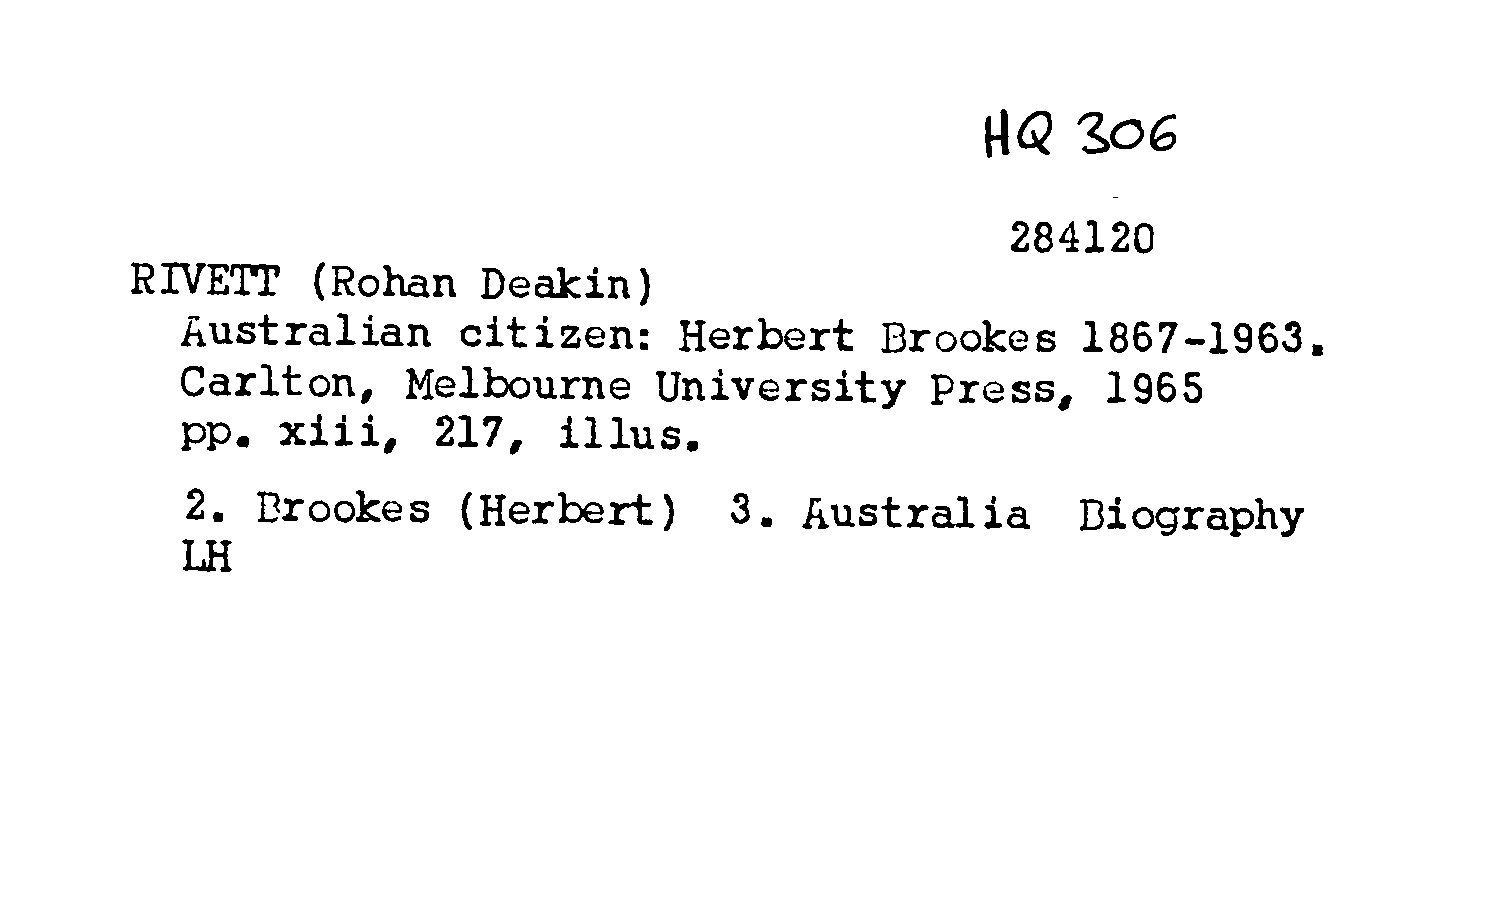 HQ 306
284120
RIVETT (Rohan Deakin)
Australian citizen: Herbert Brookes 1867-1963.
Carlton, Melbourne University Press, 1965
pp. xiii, 217, illus.
2. Brookes (Herbert) 3. Australia Biography
LH